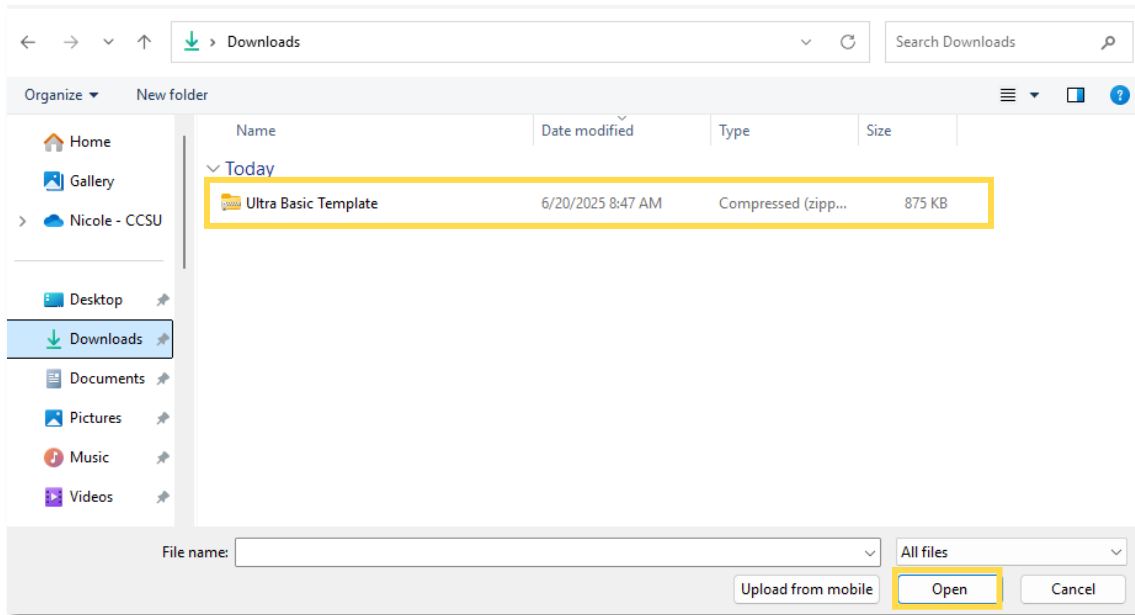 Downloads
Search Downloads
Organize New folder
Name Date modified Type Size
Home
Today
Gallery
Ultra Basic Template 6/20/2025 8:47 AM Compressed (zipp... 875 KB
Nicole - CCSU
Desktop
Downloads
Documents
Pictures
Music
Videos
File name: All files
Upload from mobile Open Cancel